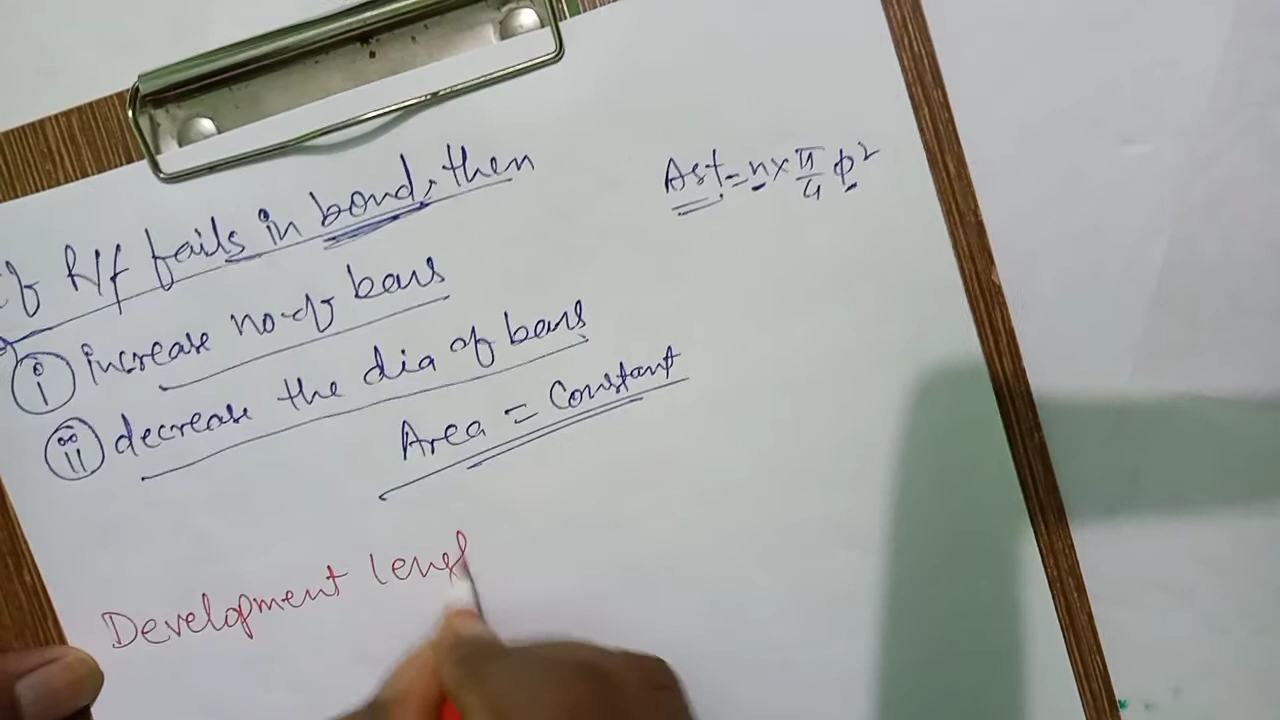 If R/f fails in bond, then
Ast = n x π/4 φ²
(i) increase no. of bars
(ii) decrease the dia of bars
Area = Constant
Development